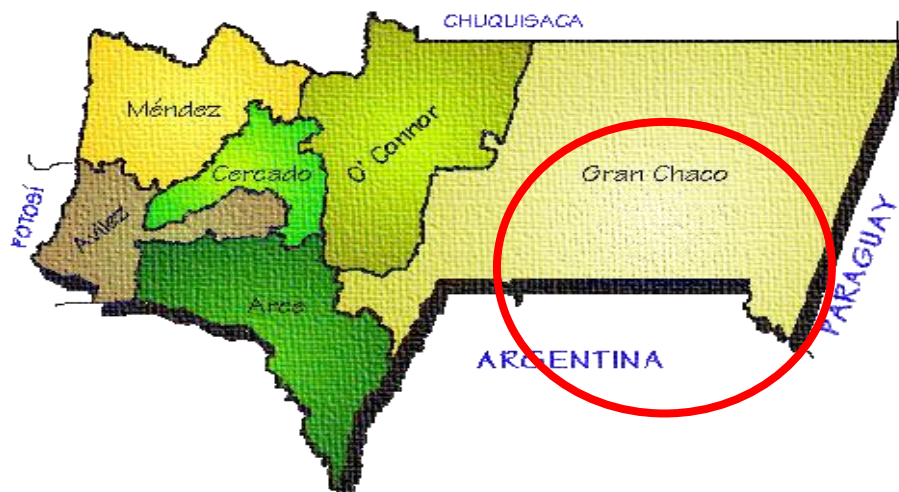 CHUQUISACA
Méndez
O' Connor
Cercado
Gran Chaco
POTOSÍ
Avilez
Arce
PARAGUAY
ARGENTINA